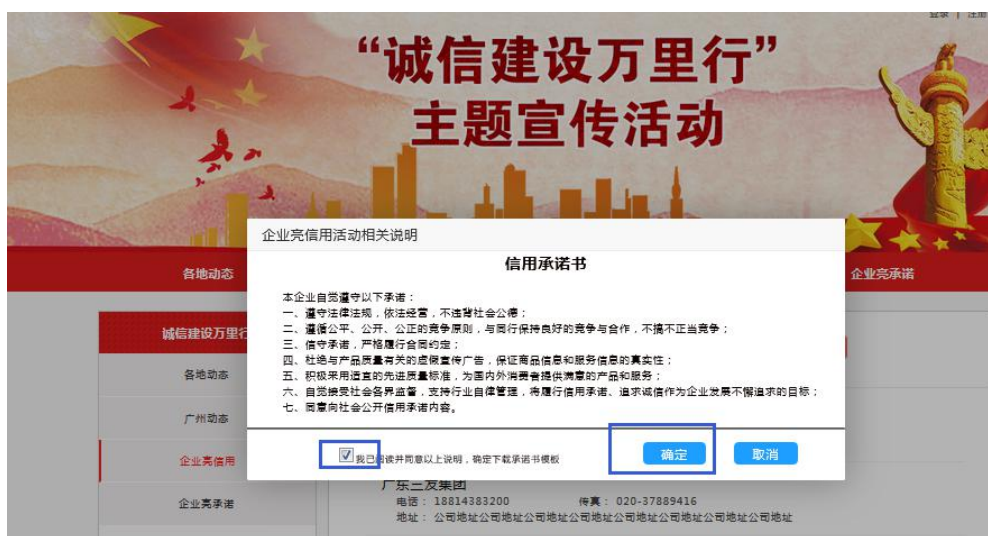 登录 | 注册
“诚信建设万里行”
主题宣传活动
各地动态
企业亮承诺
企业亮信用活动相关说明
信用承诺书
本企业自觉遵守以下承诺：
一、遵守法律法规，依法经营，不违背社会公德；
二、遵循公平、公开、公正的竞争原则，与同行保持良好的竞争与合作，不搞不正当竞争；
三、信守承诺，严格履行合同约定；
四、杜绝与产品质量有关的虚假宣传广告，保证商品信息和服务信息的真实性；
五、积极采用适宜的先进质量标准，为国内外消费者提供满意的产品和服务；
六、自觉接受社会各界监督，支持行业自律管理，将履行信用承诺、追求诚信作为企业发展不懈追求的目标；
七、同意向社会公开信用承诺内容。
我已阅读并同意以上说明，确定下载承诺书模板
确定
取消
诚信建设万里行
各地动态
广州动态
企业亮信用
企业亮承诺
广东三友集团
电话： 18814383200 传真： 020-37889416
地址： 公司地址公司地址公司地址公司地址公司地址公司地址公司地址